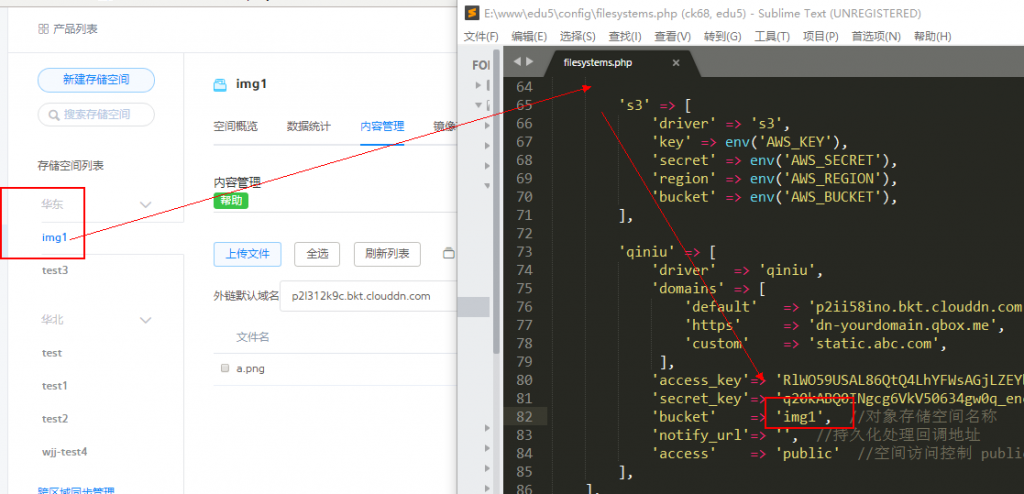 产品列表
新建存储空间
搜索存储空间
存储空间列表
华东
img1
test3
华北
test
test1
test2
wjj-test4
跨区域同步管理
img1
空间概览 数据统计 内容管理 镜像
内容管理
帮助
上传文件 全选 刷新列表
外链默认域名 p2l312k9c.bkt.clouddn.com
文件名
a.png
E:\www\edu5\config\filesystems.php (ck68, edu5) - Sublime Text (UNREGISTERED)
文件(F) 编辑(E) 选择(S) 查找(I) 查看(V) 转到(G) 工具(T) 项目(P) 首选项(N) 帮助(H)
FO
filesystems.php ×
64
65 's3' => [
66 'driver' => 's3',
67 'key' => env('AWS_KEY'),
68 'secret' => env('AWS_SECRET'),
69 'region' => env('AWS_REGION'),
70 'bucket' => env('AWS_BUCKET'),
71 ],
72
73 'qiniu' => [
74 'driver' => 'qiniu',
75 'domains' => [
76 'default' => 'p2ii58ino.bkt.clouddn.com
77 'https' => 'dn-yourdomain.qbox.me',
78 'custom' => 'static.abc.com',
79 ],
80 'access_key'=>
81 'secret_key'=>
82 'bucket' => 'img1', //对象存储空间名称
83 'notify_url'=> '', //持久化处理回调地址
84 'access' => 'public' //空间访问控制 public
85 ],
86 ],